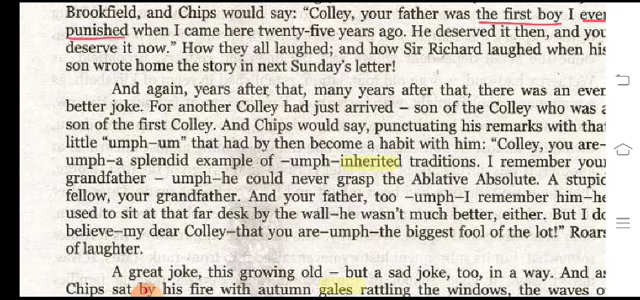 Brookfield, and Chips would say: “Colley, your father was the first boy I ever
punished when I came here twenty-five years ago. He deserved it then, and you
deserve it now.” How they all laughed; and how Sir Richard laughed when his
son wrote home the story in next Sunday’s letter!
And again, years after that, many years after that, there was an even
better joke. For another Colley had just arrived – son of the Colley who was a
son of the first Colley. And Chips would say, punctuating his remarks with that
little “umph-um” that had by then become a habit with him: “Colley, you are-
umph-a splendid example of –umph-inherited traditions. I remember your
grandfather – umph-he could never grasp the Ablative Absolute. A stupid
fellow, your grandfather. And your father, too -umph-I remember him–he
used to sit at that far desk by the wall–he wasn’t much better, either. But I do
believe–my dear Colley–that you are–umph–the biggest fool of the lot!” Roars
of laughter.
A great joke, this growing old – but a sad joke, too, in a way. And as
Chips sat by his fire with autumn gales rattling the windows, the waves of